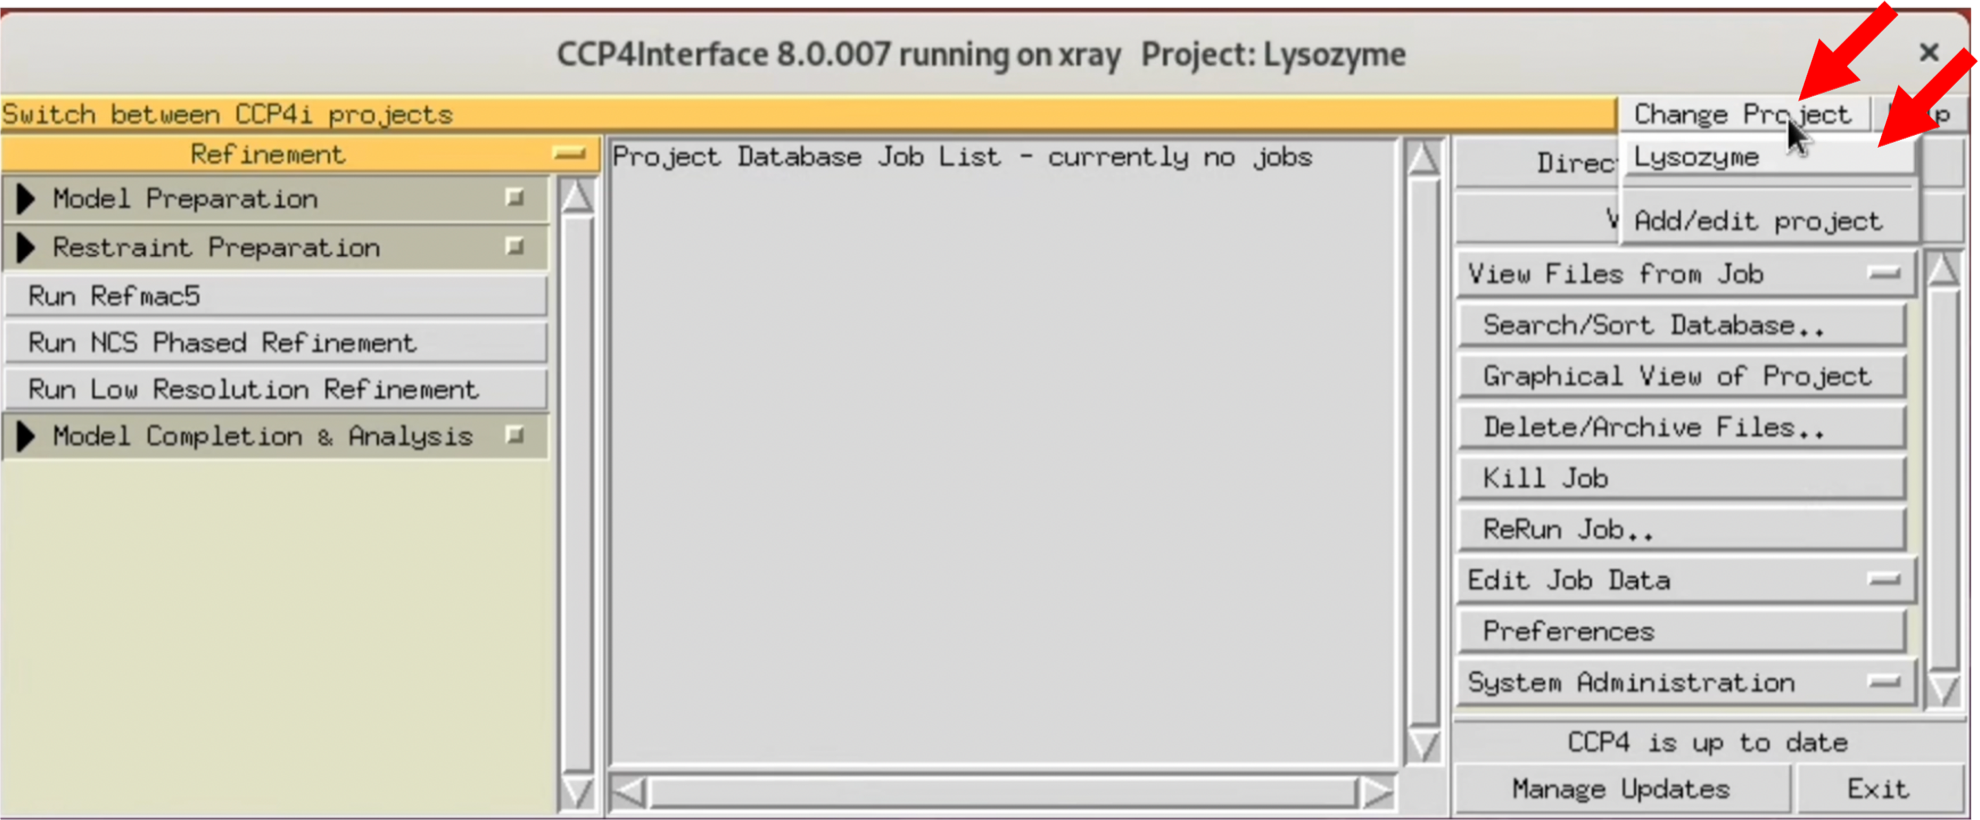 CCP4Interface 8.0.007 running on xray Project: Lysozyme
Switch between CCP4i projects
Change Project
Refinement
Model Preparation
Restraint Preparation
Run Refmac5
Run NCS Phased Refinement
Run Low Resolution Refinement
Model Completion & Analysis
Project Database Job List - currently no jobs
Lysozyme
Add/edit project
View Files from Job
Search/Sort Database..
Graphical View of Project
Delete/Archive Files..
Kill Job
ReRun Job..
Edit Job Data
Preferences
System Administration
CCP4 is up to date
Manage Updates
Exit